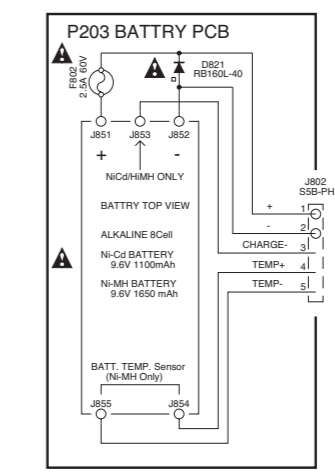 P203 BATTRY PCB
F802
2.5A 60V
D821
RB160L-40
J851 J853 J852
+ -
NiCd/HiMH ONLY
BATTRY TOP VIEW
ALKALINE 8Cell
Ni-Cd BATTERY
9.6V 1100mAh
Ni-MH BATTERY
9.6V 1650 mAh
BATT. TEMP. Sensor
(Ni-MH Only)
J855 J854
J802
S5B-PH
+ 1
- 2
CHARGE- 3
TEMP+ 4
TEMP- 5